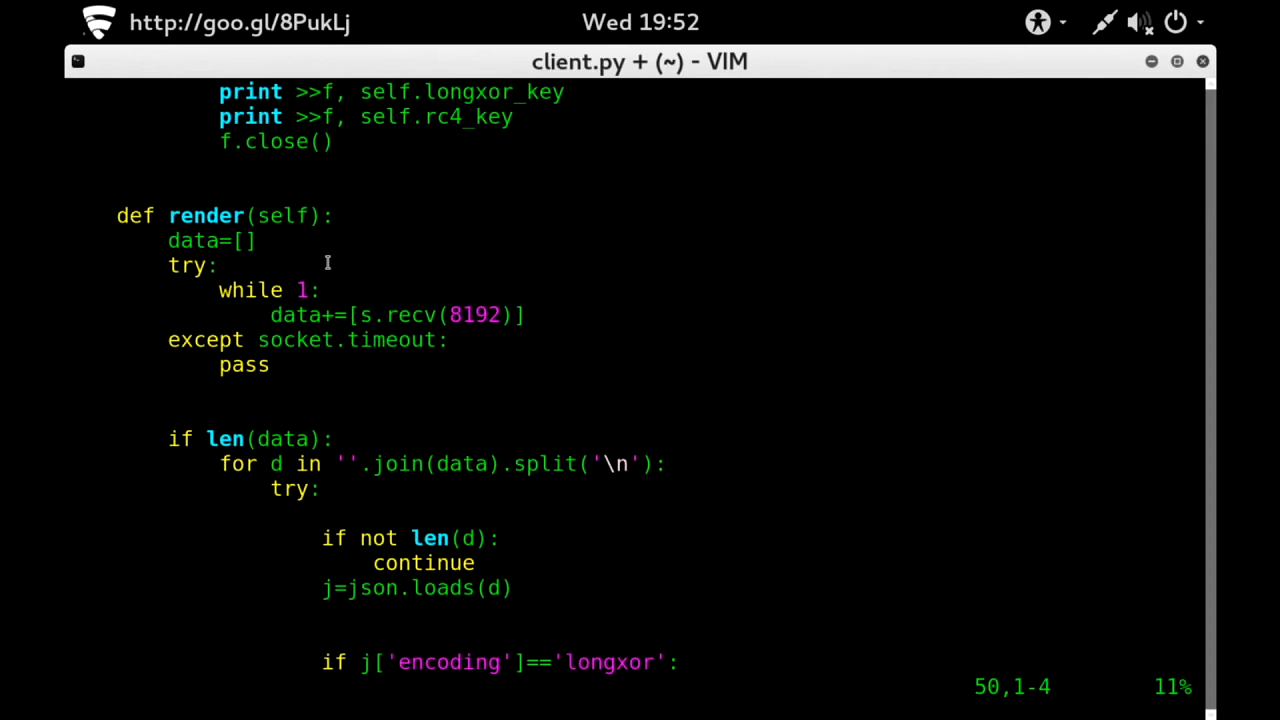 http://goo.gl/8PukLj
Wed 19:52
client.py + (~) - VIM
print >>f, self.longxor_key
print >>f, self.rc4_key
f.close()
def render(self):
data=[]
try:
while 1:
data+=[s.recv(8192)]
except socket.timeout:
pass
if len(data):
for d in ''.join(data).split('\n'):
try:
if not len(d):
continue
j=json.loads(d)
if j['encoding']=='longxor':
50,1-4 11%